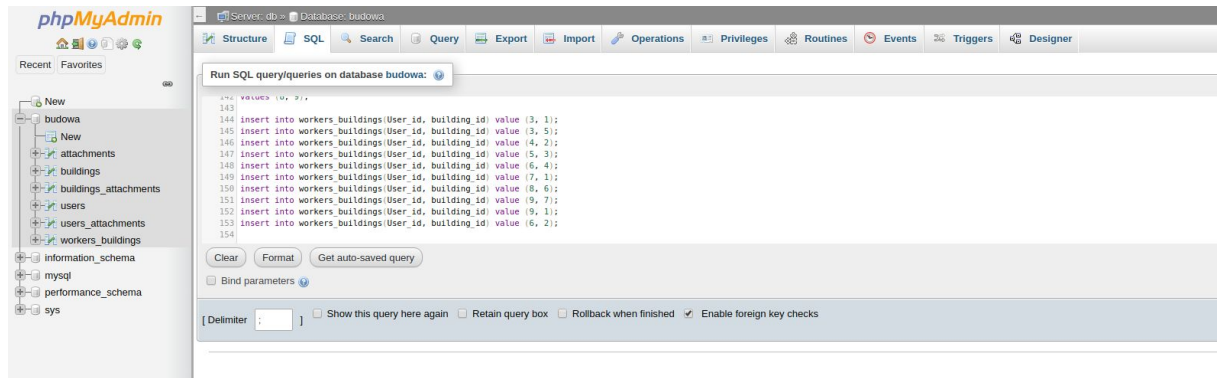 phpMyAdmin
Recent Favorites
New
budowa
New
attachments
buildings
buildings_attachments
users
users_attachments
workers_buildings
information_schema
mysql
performance_schema
sys
Server: db » Database: budowa
Structure SQL Search Query Export Import Operations Privileges Routines Events Triggers Designer
Run SQL query/queries on database budowa:
143
144 insert into workers_buildings(User_id, building_id) value (3, 1);
145 insert into workers_buildings(User_id, building_id) value (3, 5);
146 insert into workers_buildings(User_id, building_id) value (4, 2);
147 insert into workers_buildings(User_id, building_id) value (5, 3);
148 insert into workers_buildings(User_id, building_id) value (6, 4);
149 insert into workers_buildings(User_id, building_id) value (7, 1);
150 insert into workers_buildings(User_id, building_id) value (8, 6);
151 insert into workers_buildings(User_id, building_id) value (9, 7);
152 insert into workers_buildings(User_id, building_id) value (9, 1);
153 insert into workers_buildings(User_id, building_id) value (6, 2);
154
Clear Format Get auto-saved query
Bind parameters
[ Delimiter ; ] Show this query here again Retain query box Rollback when finished Enable foreign key checks